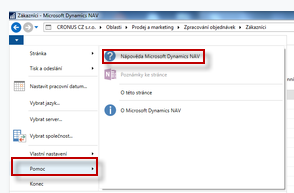 Zákazníci - Microsoft Dynamics NAV
CRONUS CZ s.r.o. ▸ Oblasti ▸ Prodej a marketing ▸ Zpracování objednávek ▸ Zákazníci
Stránka
Nápověda Microsoft Dynamics NAV
Tisk a odeslání
Poznámky ke stránce
Nastavit pracovní datum...
O této stránce
Vybrat jazyk...
O Microsoft Dynamics NAV
Vybrat server...
Vybrat společnost...
Vlastní nastavení
Pomoc
Konec